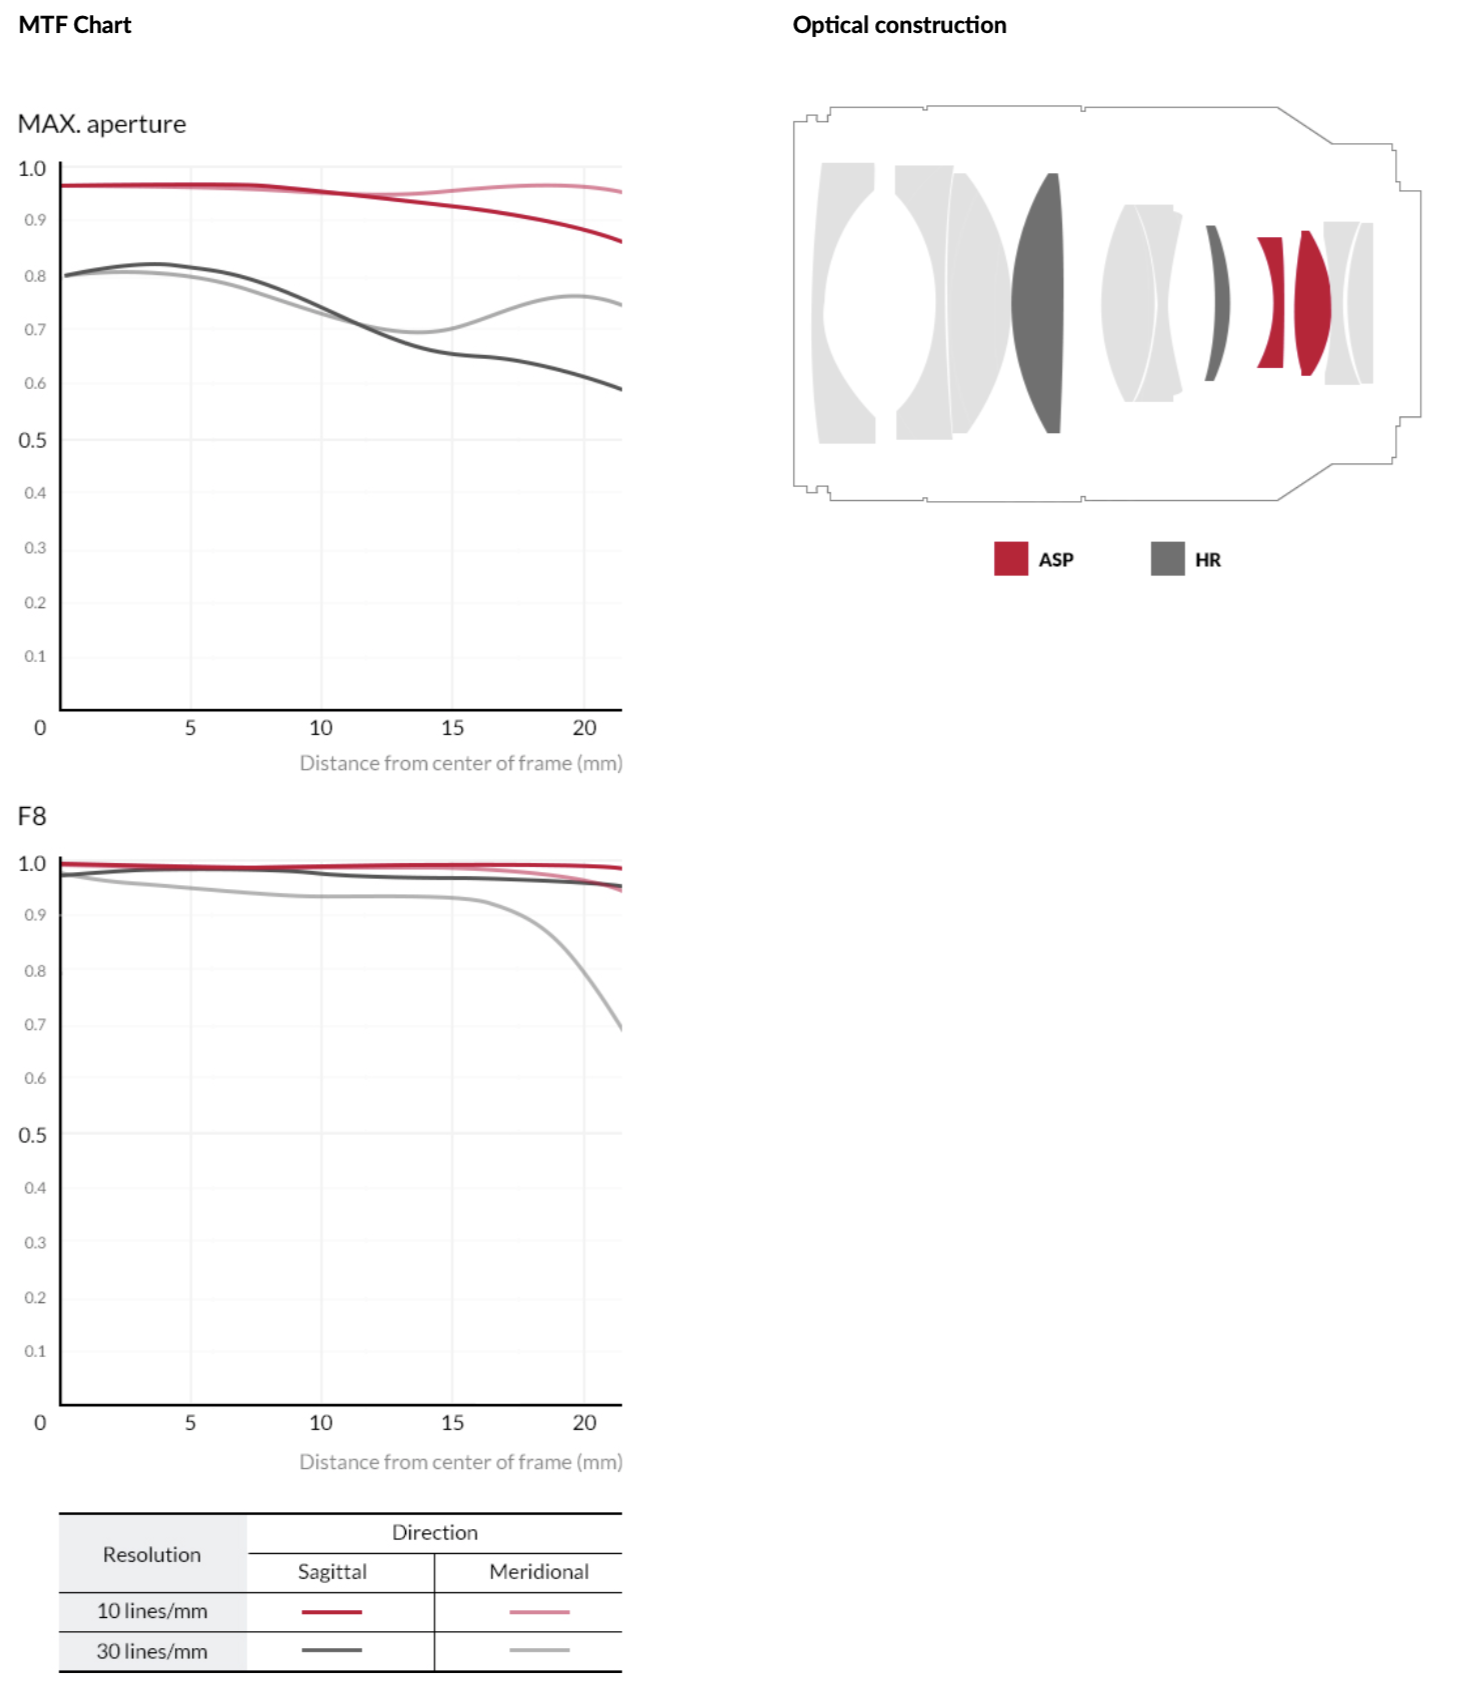 MTF Chart
Optical construction
MAX. aperture
1.0
0.9
0.8
0.7
0.6
0.5
0.4
0.3
0.2
0.1
0 5 10 15 20
Distance from center of frame (mm)
ASP HR
F8
1.0
0.9
0.8
0.7
0.6
0.5
0.4
0.3
0.2
0.1
0 5 10 15 20
Distance from center of frame (mm)
Resolution
Direction
Sagittal Meridional
10 lines/mm
30 lines/mm